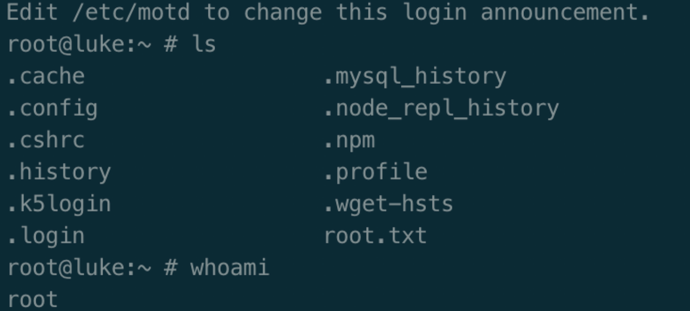 Edit /etc/motd to change this login announcement.
root@luke:~ # ls
.cache .mysql_history
.config .node_repl_history
.cshrc .npm
.history .profile
.k5login .wget-hsts
.login root.txt
root@luke:~ # whoami
root